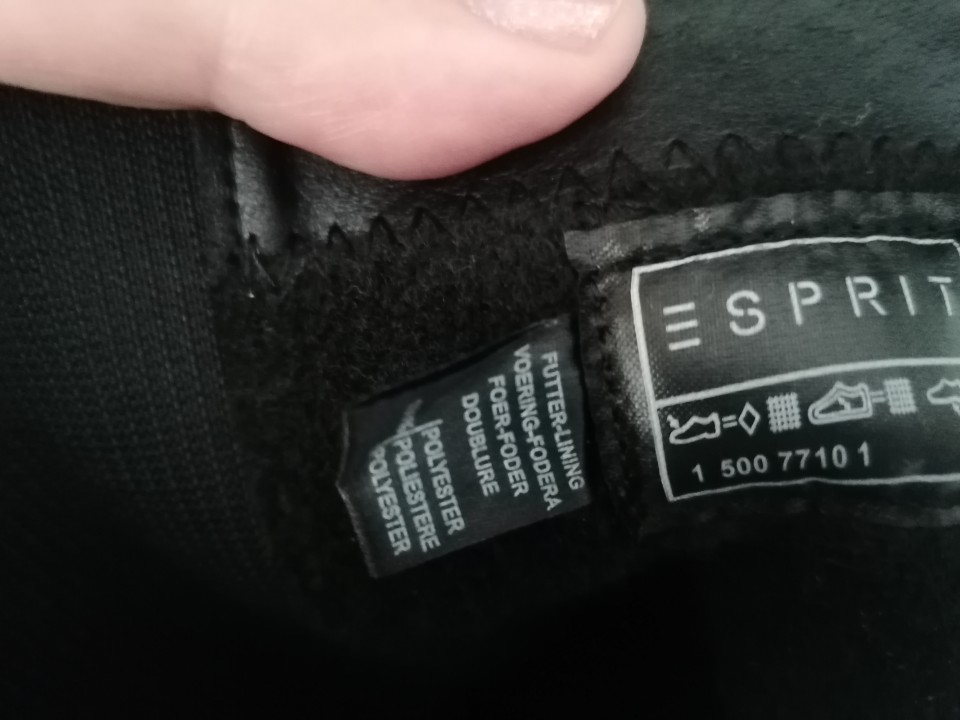 ESPRIT
1 500 7710 1
FUTTER-LINING
VOERING-FODERA
FOER-FODER
DOUBLURE
POLYESTER
POLIESTERE
POLYESTER